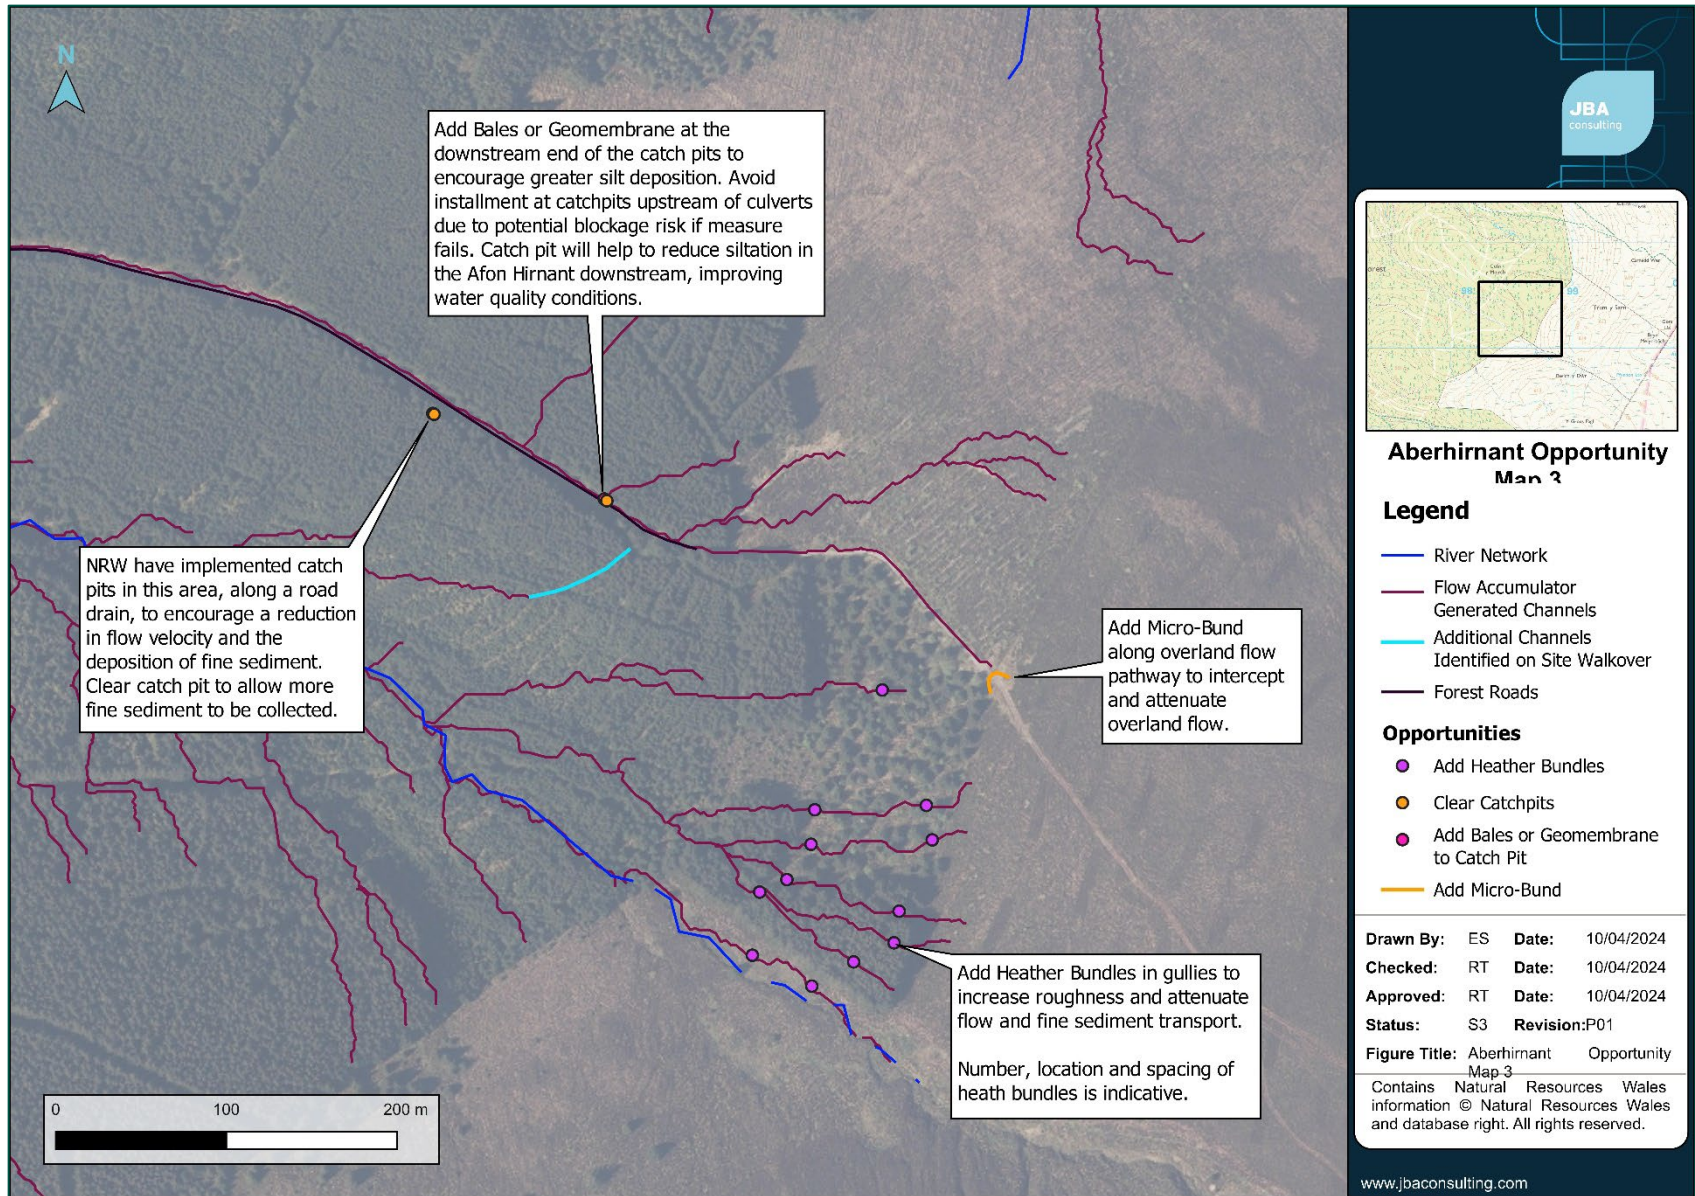 N
Add Bales or Geomembrane at the
downstream end of the catch pits to
encourage greater silt deposition. Avoid
installment at catchpits upstream of culverts
due to potential blockage risk if measure
fails. Catch pit will help to reduce siltation in
the Afon Hirnant downstream, improving
water quality conditions.
NRW have implemented catch
pits in this area, along a road
drain, to encourage a reduction
in flow velocity and the
deposition of fine sediment.
Clear catch pit to allow more
fine sediment to be collected.
Add Micro-Bund
along overland flow
pathway to intercept
and attenuate
overland flow.
Add Heather Bundles in gullies to
increase roughness and attenuate
flow and fine sediment transport.
Number, location and spacing of
heath bundles is indicative.
0 100 200 m
JBA
consulting
98
99
Aberhirnant Opportunity
Map 3
Legend
River Network
Flow Accumulator
Generated Channels
Additional Channels
Identified on Site Walkover
Forest Roads
Opportunities
Add Heather Bundles
Clear Catchpits
Add Bales or Geomembrane
to Catch Pit
Add Micro-Bund
Drawn By: ES Date: 10/04/2024
Checked: RT Date: 10/04/2024
Approved: RT Date: 10/04/2024
Status: S3 Revision:P01
Figure Title: Aberhirnant Opportunity
Map 3
Contains Natural Resources Wales
information © Natural Resources Wales
and database right. All rights reserved.
www.jbaconsulting.com